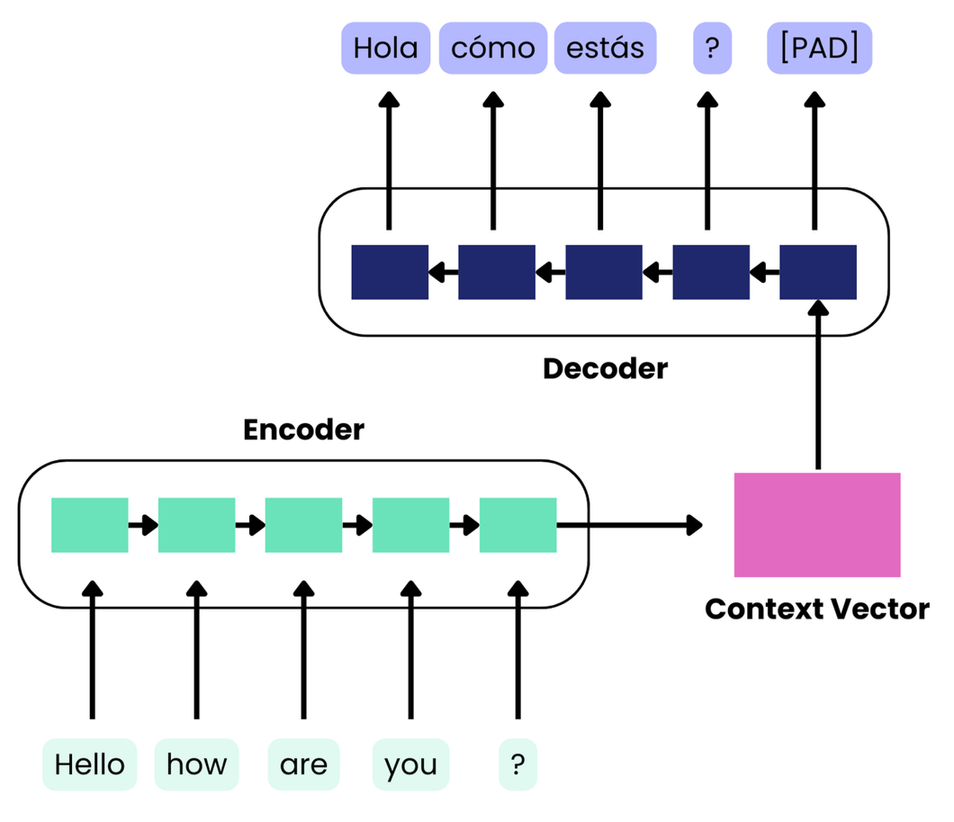 Hola cómo estás ? [PAD]
Decoder
Encoder
Context Vector
Hello how are you ?